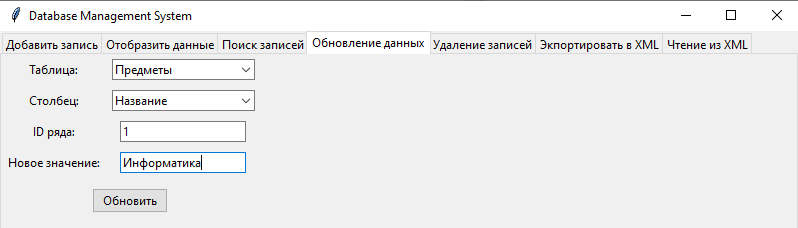 Database Management System
Добавить запись Отобразить данные Поиск записей Обновление данных Удаление записей Экспортировать в XML Чтение из XML
Таблица: Предметы
Столбец: Название
ID ряда: 1
Новое значение: Информатика
Обновить